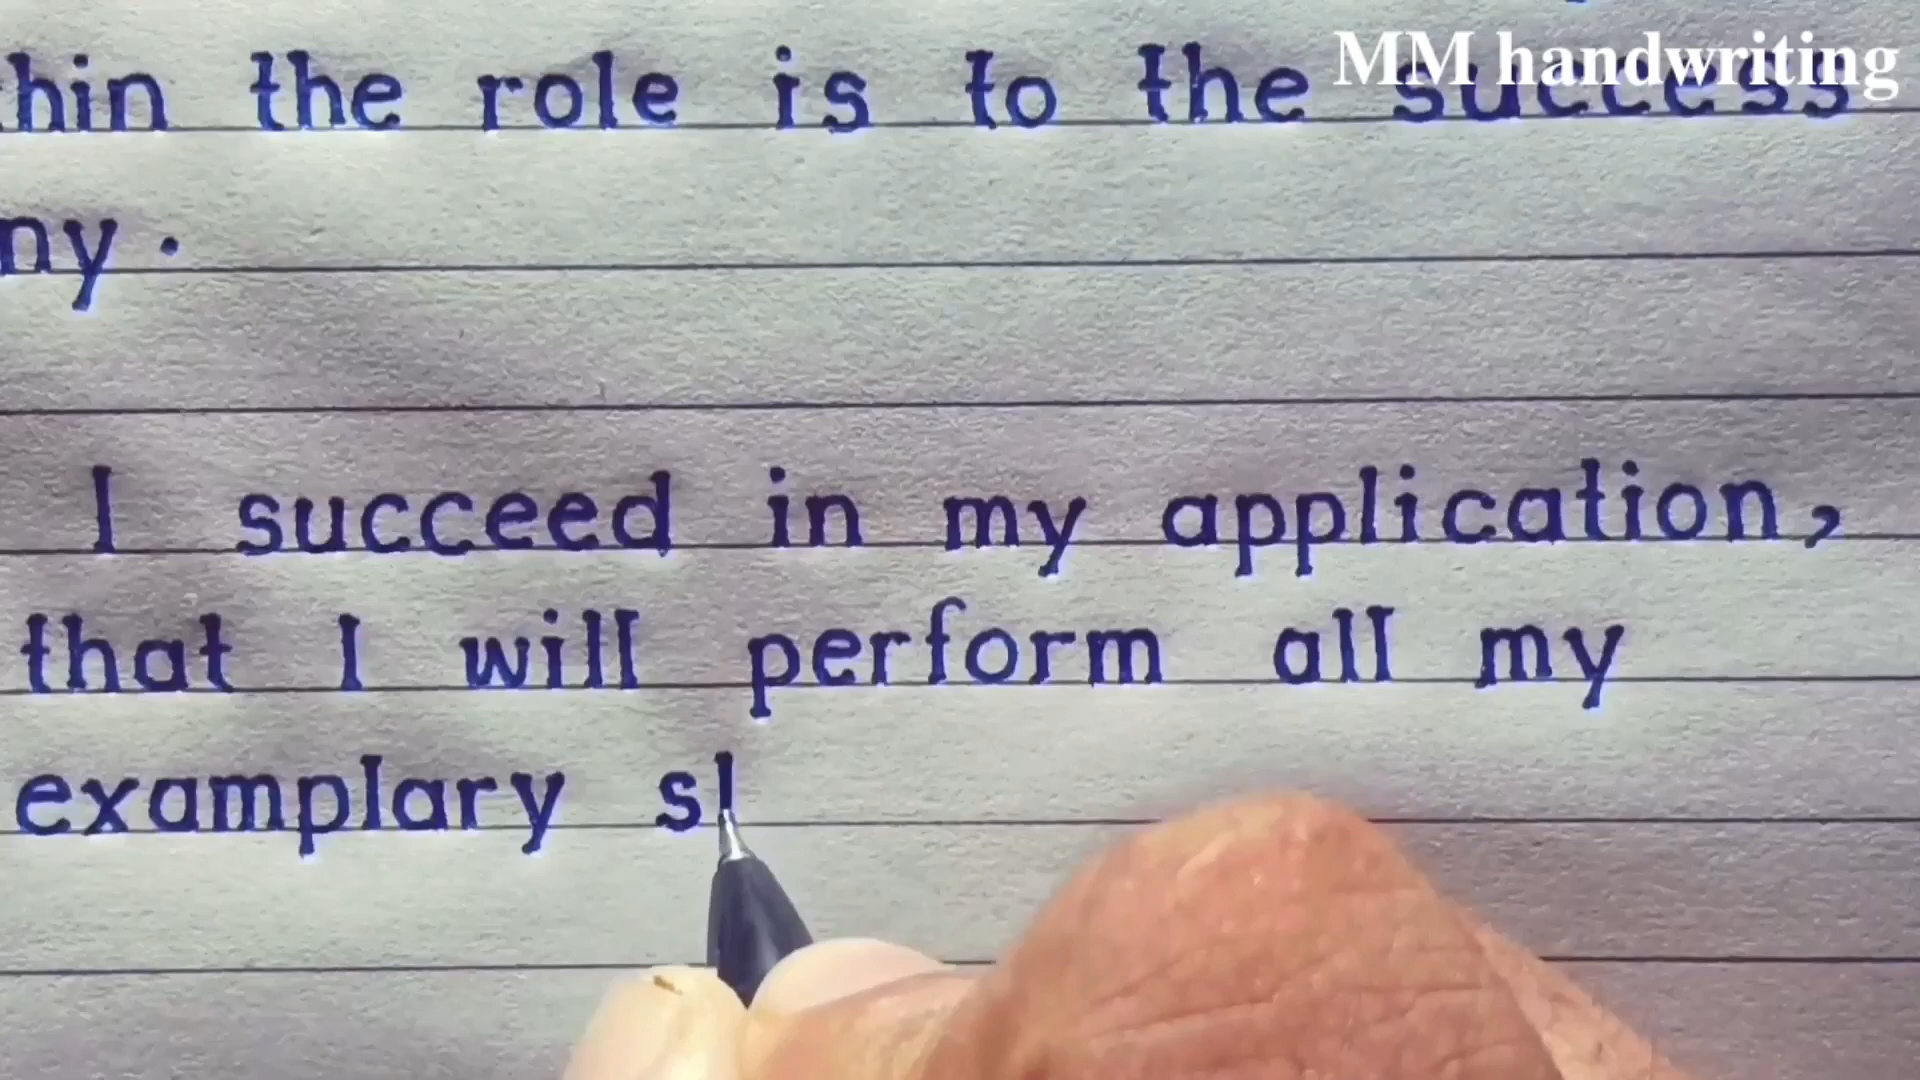 MM handwriting
hin the role is to the success
ny.
I succeed in my application,
that I will perform all my
examplary sl